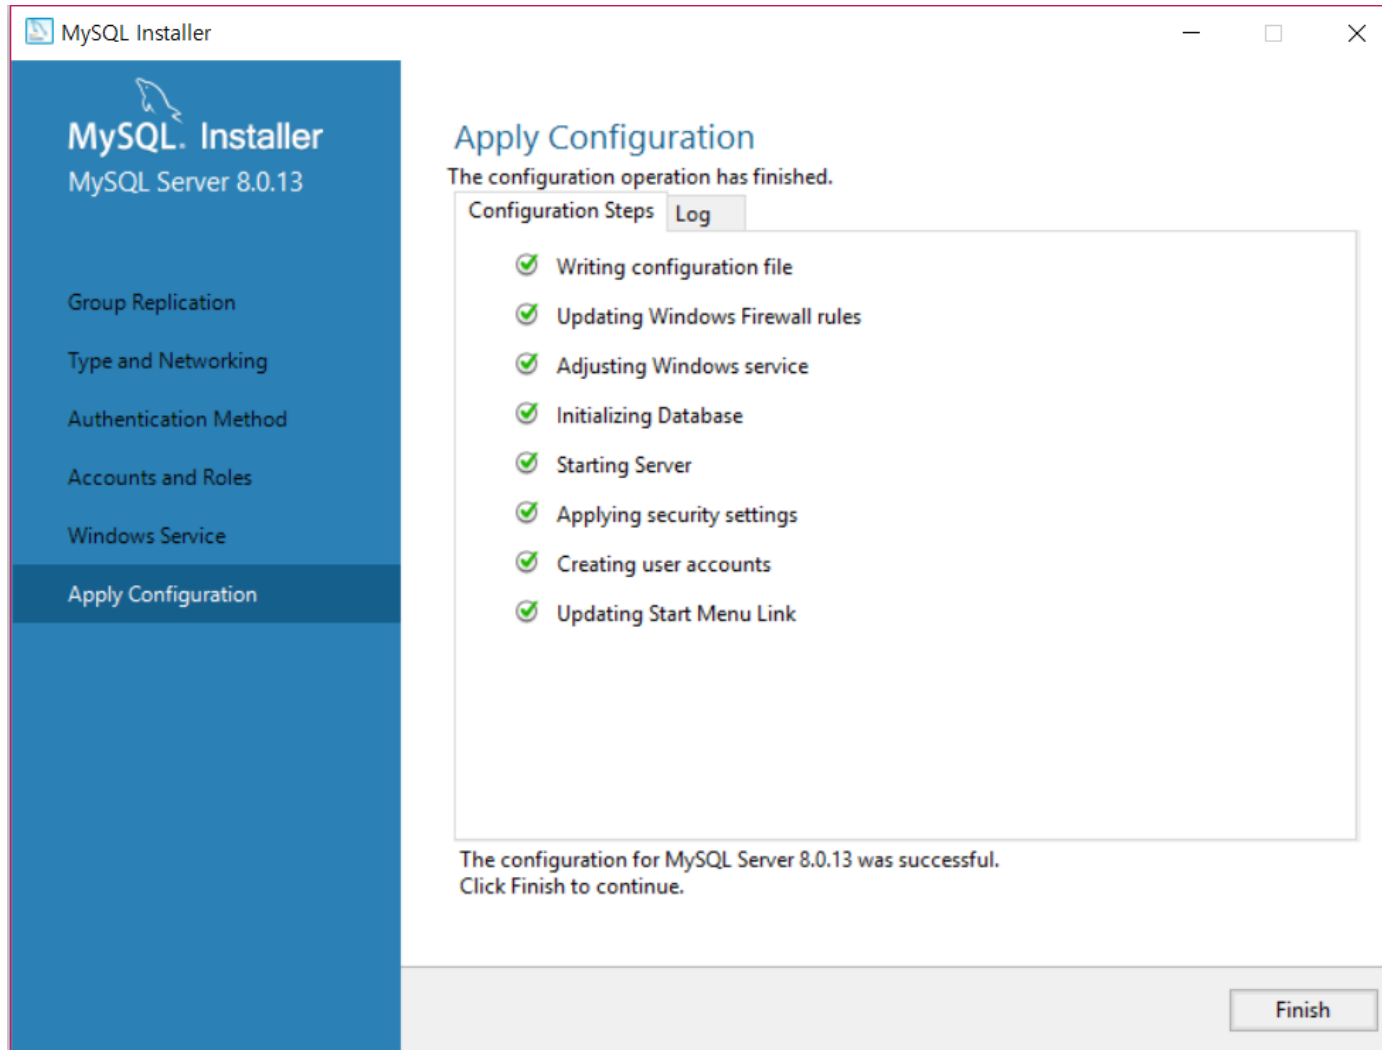 MySQL Installer
MySQL. Installer
MySQL Server 8.0.13
Group Replication
Type and Networking
Authentication Method
Accounts and Roles
Windows Service
Apply Configuration
Apply Configuration
The configuration operation has finished.
Configuration Steps
Log
Writing configuration file
Updating Windows Firewall rules
Adjusting Windows service
Initializing Database
Starting Server
Applying security settings
Creating user accounts
Updating Start Menu Link
The configuration for MySQL Server 8.0.13 was successful.
Click Finish to continue.
Finish